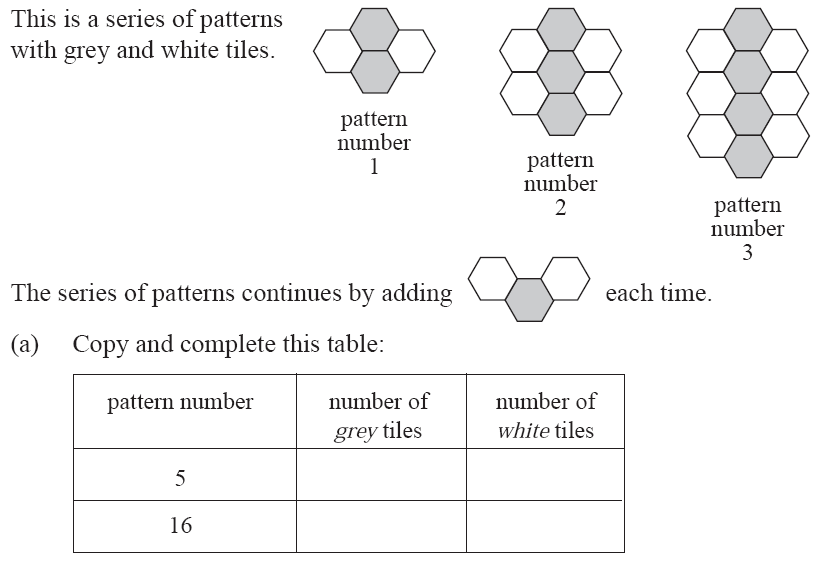 This is a series of patterns
with grey and white tiles.
pattern
number
1
pattern
number
2
pattern
number
3
The series of patterns continues by adding each time.
(a) Copy and complete this table:
pattern number
number of
grey tiles
number of
white tiles
5
16